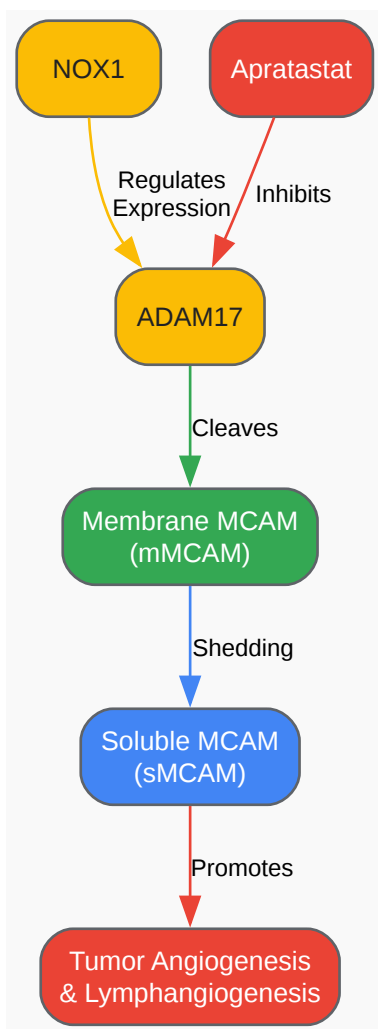 NOX1
Apratastat
Regulates
Expression
Inhibits
ADAM17
Cleaves
Membrane MCAM
(mMCAM)
Shedding
Soluble MCAM
(sMCAM)
Promotes
Tumor Angiogenesis
& Lymphangiogenesis